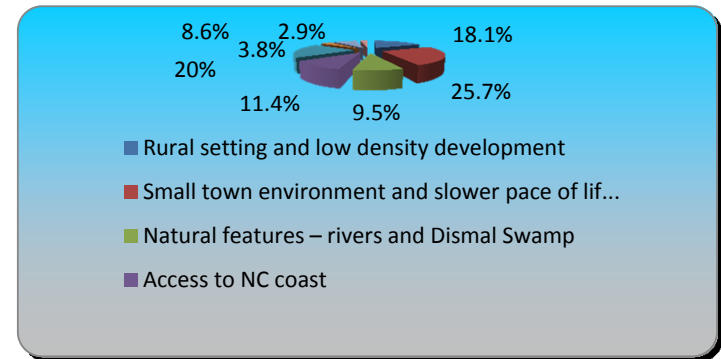 8.6% 2.9% 18.1%
3.8%
20%
25.7%
11.4% 9.5%
Rural setting and low density development
Small town environment and slower pace of lif...
Natural features – rivers and Dismal Swamp
Access to NC coast